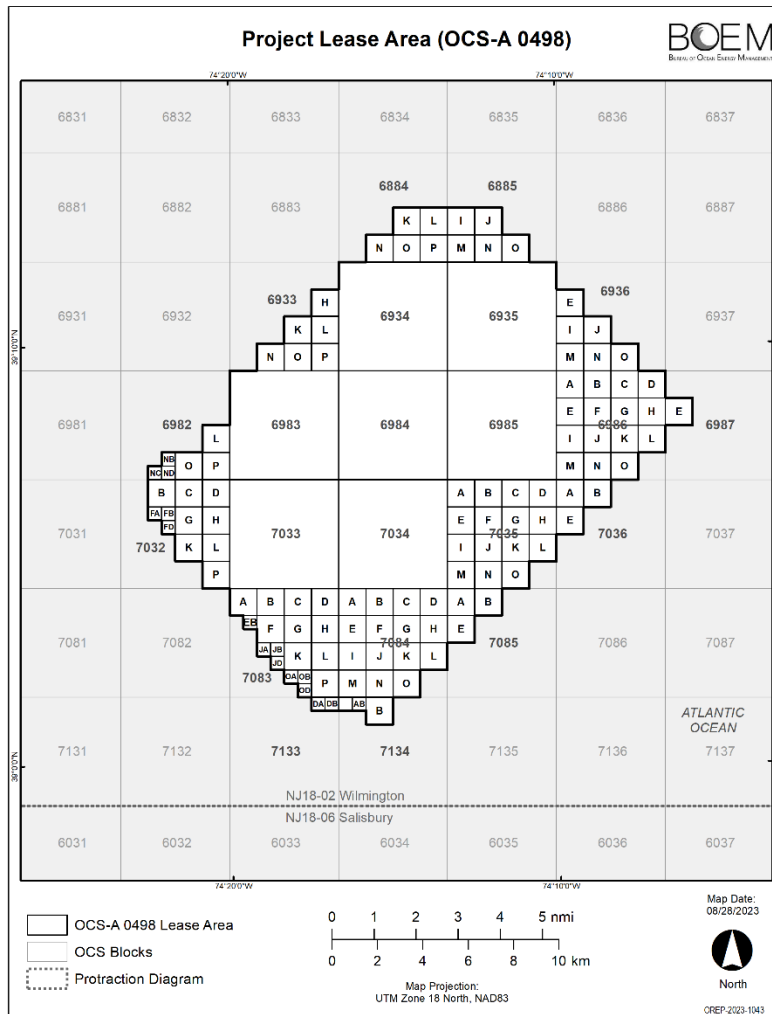 Project Lease Area (OCS-A 0498)
BOEM
BUREAU OF OCEAN ENERGY MANAGEMENT
74°20'0"W 74°10'0"W
6831 6832 6833 6834 6835 6836 6837
6884 6885
6881 6882 6883 6886 6887
K L I J
N O P M N O
6933 6936
H E
6931 6932 6934 6935 6937
K L I J
39°10'0"N
N O P M N O
A B C D
6981 6982 6983 6984 6985 E F G H E 6986 6987
L I J K L
NB O P M N O
NC ND
B C D A B C D A B
FA FB G H E F G H E
FD
7031 7032 7033 7034 7035 7036 7037
K L I J K L
P M N O
A B C D A B C D A B
EB F G H E F G H E
7081 7082 7084 7085 7086 7087
JA JB K L I J K L
JD
7083 OA OB P M N O
OD
DA DB AB B
ATLANTIC
OCEAN
7131 7132 7133 7134 7135 7136 7137
39°0'0"N
NJ18-02 Wilmington
NJ18-06 Salisbury
6031 6032 6033 6034 6035 6036 6037
74°20'0"W 74°10'0"W
OCS-A 0498 Lease Area
OCS Blocks
Protraction Diagram
0 1 2 3 4 5 nmi
0 2 4 6 8 10 km
Map Projection:
UTM Zone 18 North, NAD83
Map Date:
08/28/2023
North
OREP-2023-1043